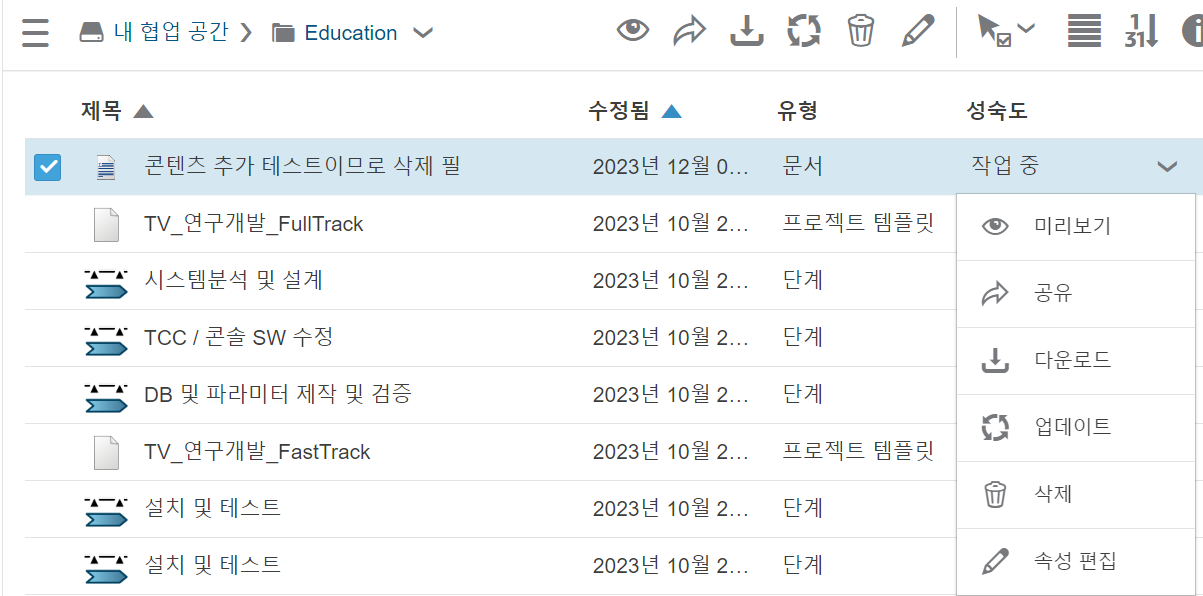 내 협업 공간 Education
제목 수정됨 유형 성숙도
콘텐츠 추가 테스트이므로 삭제 필 2023년 12월 0... 문서 작업 중
TV_연구개발_FullTrack 2023년 10월 2... 프로젝트 템플릿
미리보기
시스템분석 및 설계 2023년 10월 2... 단계
공유
TCC / 콘솔 SW 수정 2023년 10월 2... 단계
다운로드
DB 및 파라미터 제작 및 검증 2023년 10월 2... 단계
업데이트
TV_연구개발_FastTrack 2023년 10월 2... 프로젝트 템플릿
삭제
설치 및 테스트 2023년 10월 2... 단계
설치 및 테스트 2023년 10월 2... 단계
속성 편집